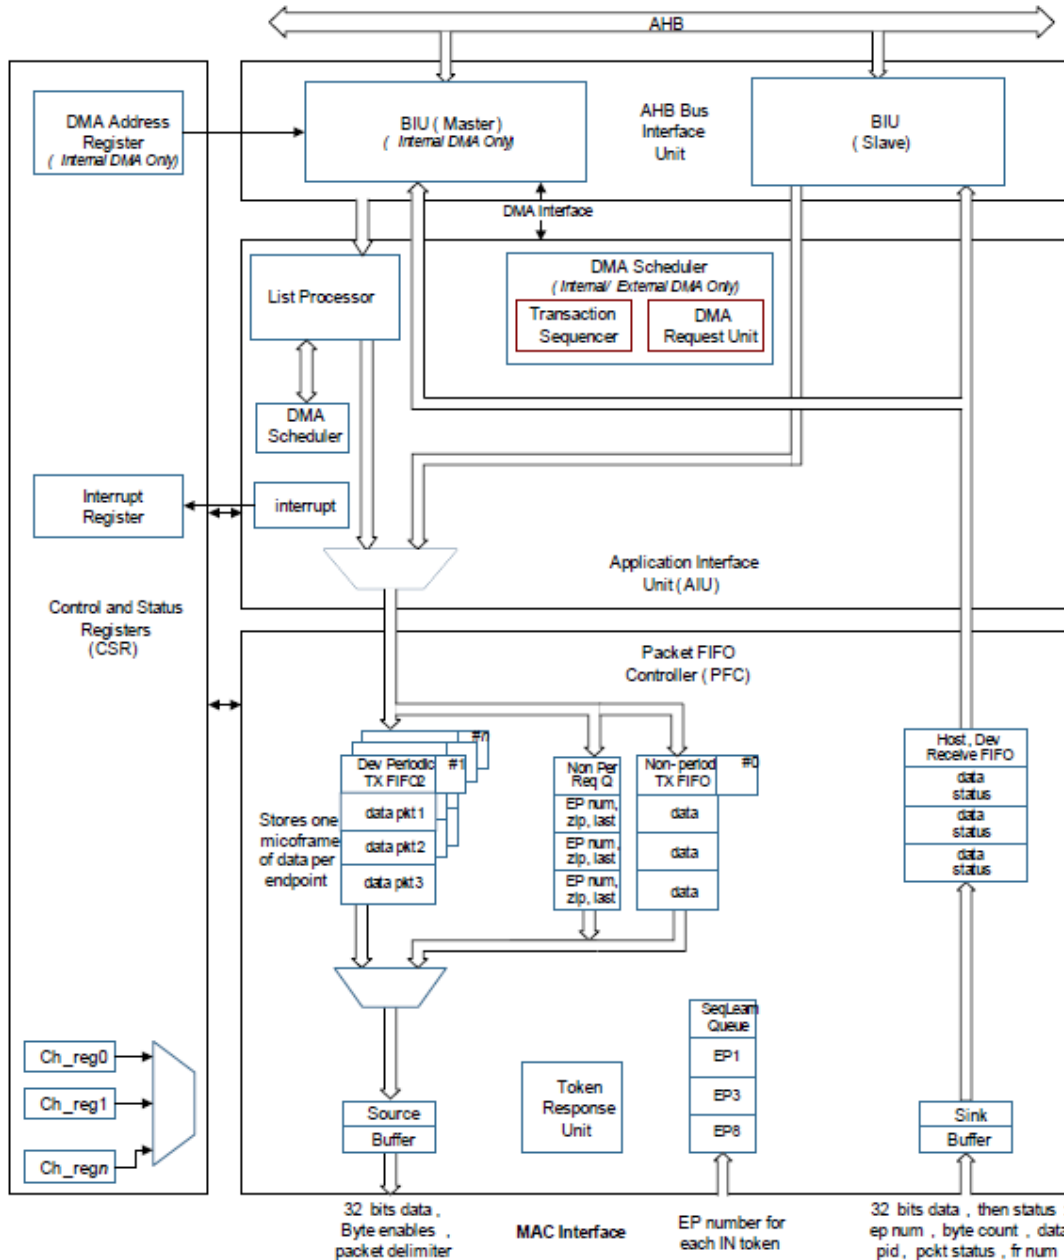 AHB
DMA Address
Register
( Internal DMA Only)
BIU ( Master)
( Internal DMA Only)
AHB Bus
Interface
Unit
BIU
( Slave)
DMA Interface
List Processor
DMA Scheduler
( Internal/ External DMA Only)
Transaction
Sequencer
DMA
Request Unit
DMA
Scheduler
Interrupt
Register
interrupt
Application Interface
Unit (AIU)
Control and Status
Registers
(CSR)
Packet FIFO
Controller ( PFC)
#n
#1
Dev Periodic
TX FIFO2
data pkt 1
data pkt 2
data pkt 3
Stores one
micoframe
of data per
endpoint
Non Per
Req Q
EP num,
zlp, last
EP num,
zlp, last
EP num,
zlp, last
Non-period
TX FIFO
#0
data
data
data
Host, Dev
Receive FIFO
data
status
data
status
data
status
SeqLearn
Queue
EP1
EP3
EP8
Ch_reg0
Ch_reg1
Ch_regn
Token
Response
Unit
Source
Buffer
Sink
Buffer
32 bits data ,
Byte enables ,
packet delimiter
MAC Interface
EP number for
each IN token
32 bits data , then status
ep num , byte count , data
pid , pckt status , fr num